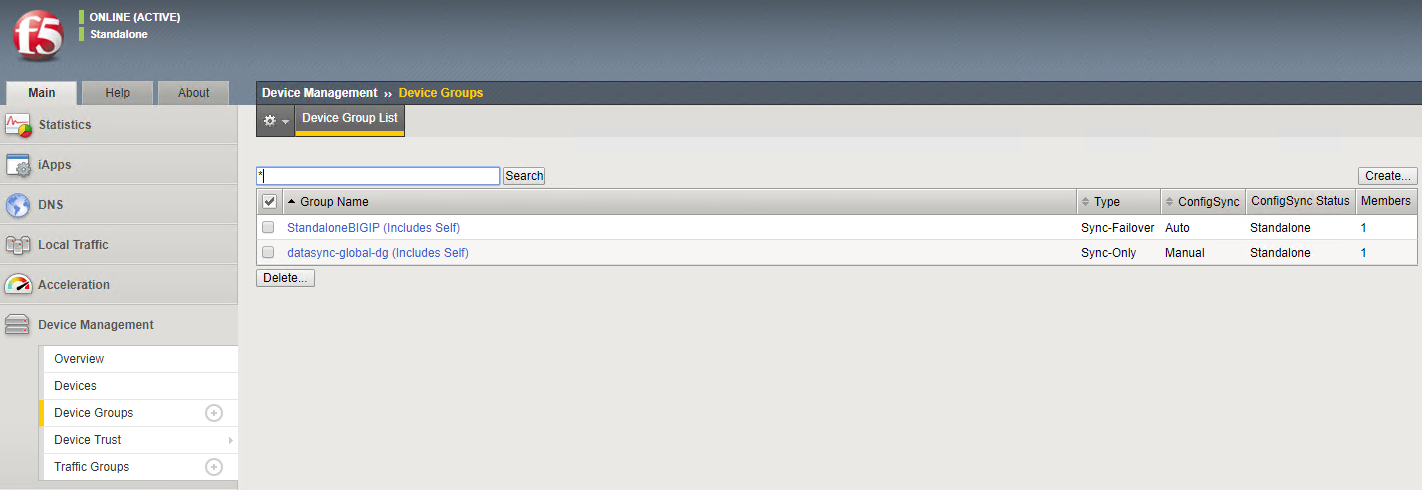 f5
ONLINE (ACTIVE)
Standalone
Main Help About
Statistics
iApps
DNS
Local Traffic
Acceleration
Device Management
Overview
Devices
Device Groups
Device Trust
Traffic Groups
Device Management ›› Device Groups
Device Group List
* Search Create...
Group Name Type ConfigSync ConfigSync Status Members
StandaloneBIGIP (Includes Self) Sync-Failover Auto Standalone 1
datasync-global-dg (Includes Self) Sync-Only Manual Standalone 1
Delete...